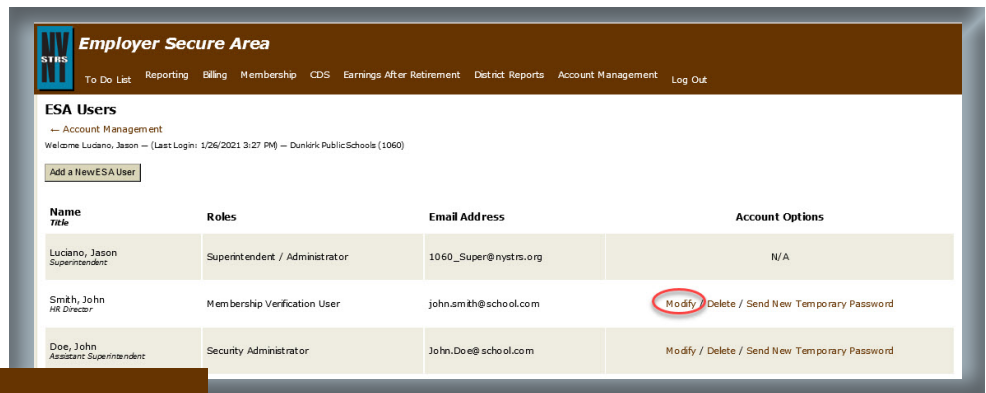 NY
STRS
Employer Secure Area
To Do List Reporting Billing Membership CDS Earnings After Retirement District Reports Account Management Log Out
ESA Users
← Account Management
Welcome Luciano, Jason — (Last Login: 1/26/2021 3:27 PM) — Dunkirk PublicSchools (1060)
Add a NewESA User
Name Roles Email Address Account Options
Title
Luciano, Jason Superintendent / Administrator 1060_Super@nystrs.org N/A
Superintendent
Smith, John Membership Verification User john.smith@school.com Modify / Delete / Send New Temporary Password
HR Director
Doe, John Security Administrator John.Doe@school.com Modify / Delete / Send New Temporary Password
Assistant Superintendent